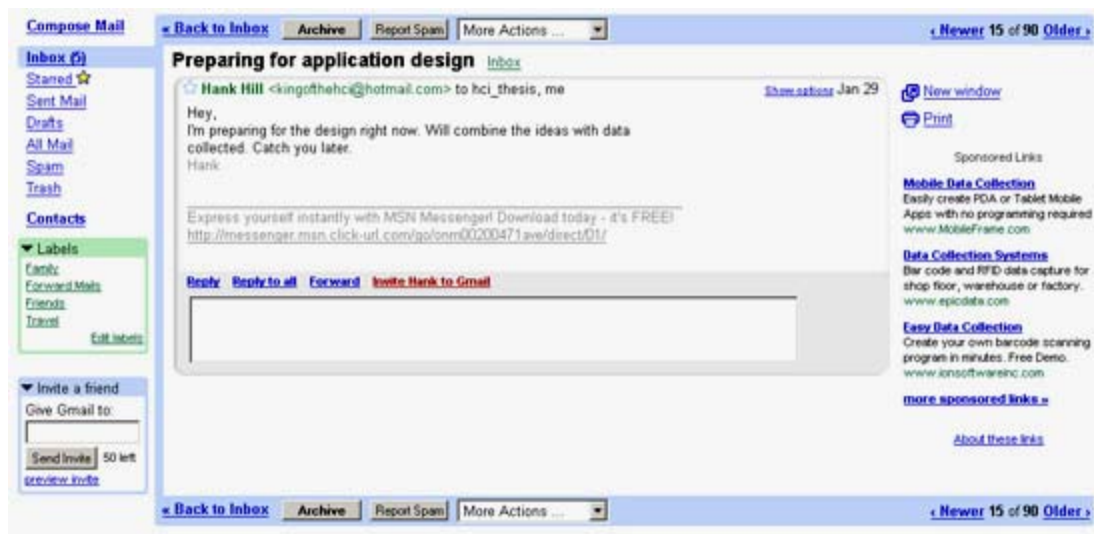 Compose Mail
Inbox (5)
Starred
Sent Mail
Drafts
All Mail
Spam
Trash
Contacts
Labels
Family
Forward Mails
Friends
Travel
Edit labels
Invite a friend
Give Gmail to:
Send Invite 50 left
preview invite
« Back to Inbox Archive Report Spam More Actions ... ‹ Newer 15 of 90 Older ›
Preparing for application design Inbox
Hank Hill <kingofthehci@hotmail.com> to hci_thesis, me Show options Jan 29
Hey,
I'm preparing for the design right now. Will combine the ideas with data
collected. Catch you later.
Hank
Express yourself instantly with MSN Messenger! Download today - it's FREE!
http://messenger.msn.click-url.com/go/onm00200471ave/direct/01/
Reply Reply to all Forward Invite Hank to Gmail
New window
Print
Sponsored Links
Mobile Data Collection
Easily create PDA or Tablet Mobile
Apps with no programming required
www.MobileFrame.com
Data Collection Systems
Bar code and RFID data capture for
shop floor, warehouse or factory.
www.epicdata.com
Easy Data Collection
Create your own barcode scanning
program in minutes. Free Demo.
www.ionsoftwareinc.com
more sponsored links »
About these links
« Back to Inbox Archive Report Spam More Actions ... ‹ Newer 15 of 90 Older ›